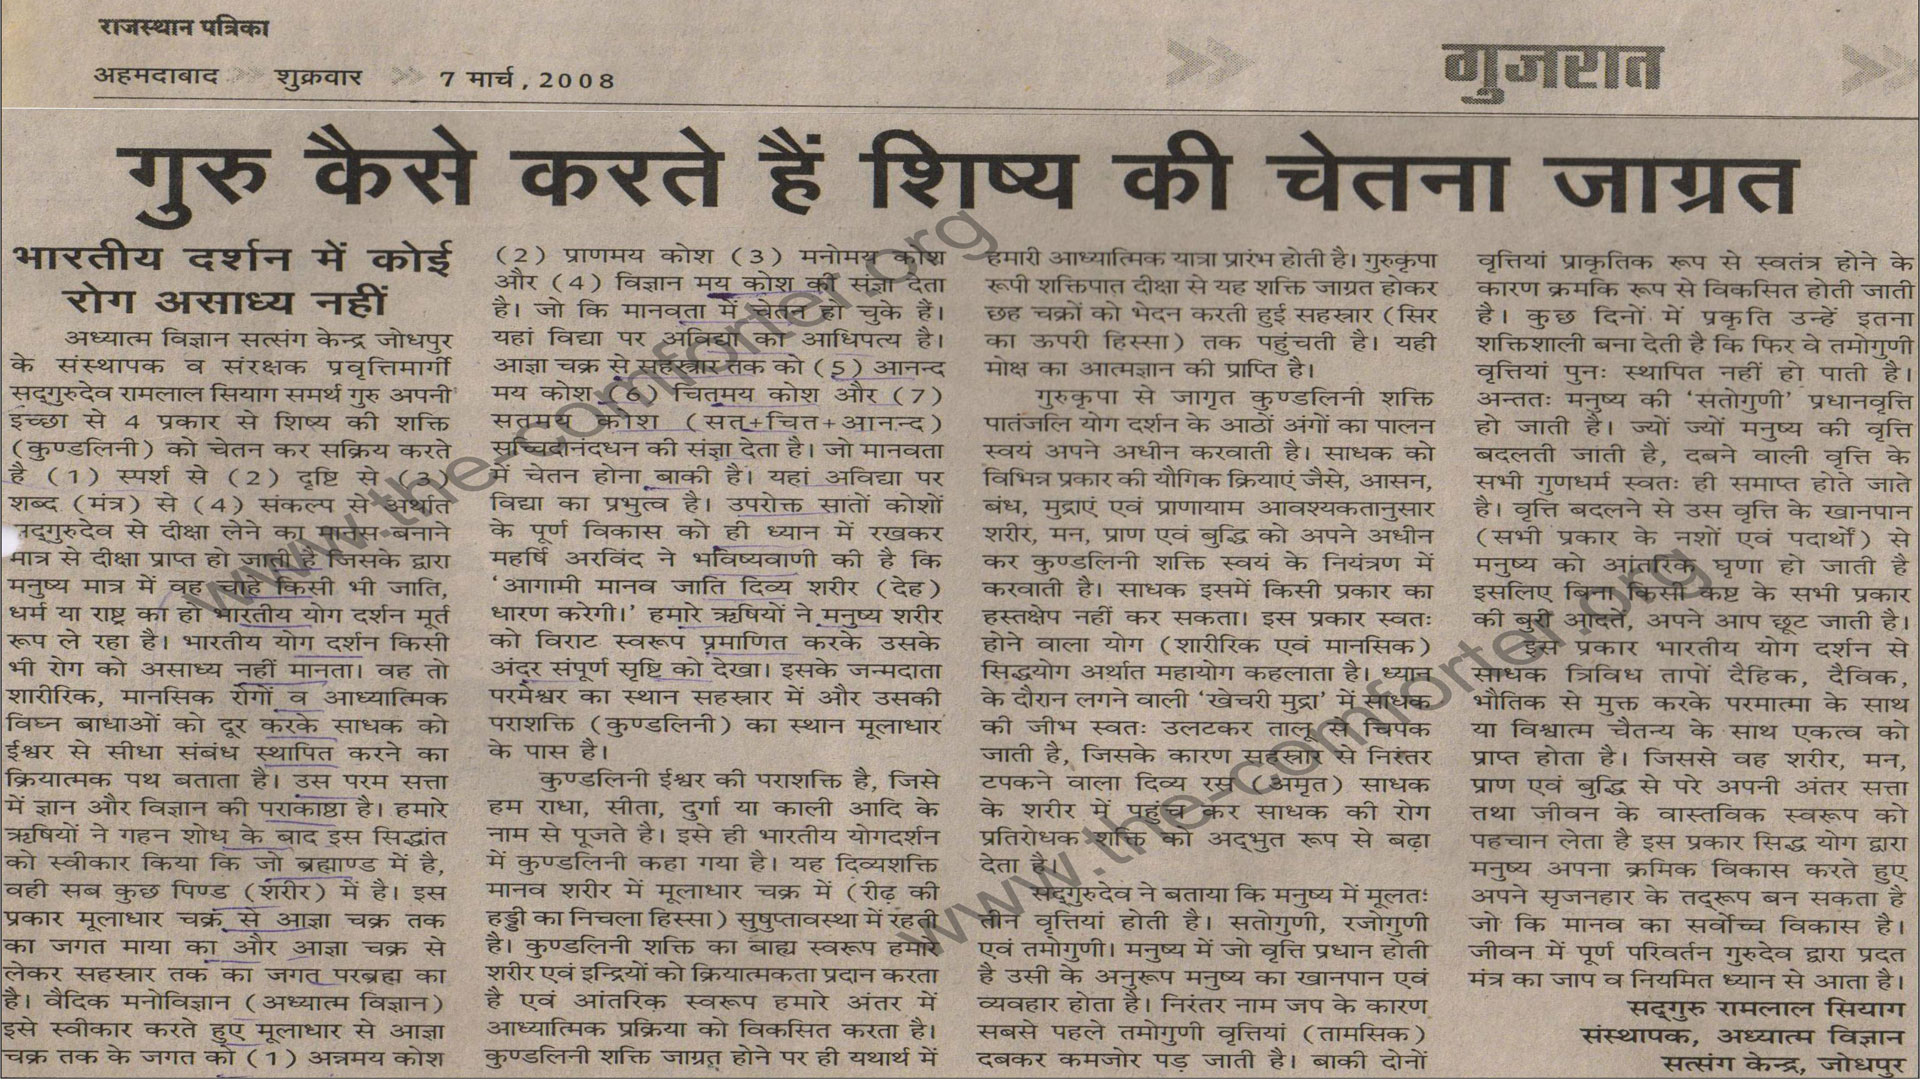 राजस्थान पत्रिका
अहमदाबाद >> शुक्रवार >> 7 मार्च, 2008
गुजरात
गुरु कैसे करते हैं शिष्य की चेतना जाग्रत
भारतीय दर्शन में कोई
रोग असाध्य नहीं
अध्यात्म विज्ञान सत्संग केन्द्र जोधपुर
के संस्थापक व संरक्षक प्रवृत्तिमार्गी
सद्‌गुरुदेव रामलाल सियाग समर्थ गुरु अपनी
इच्छा से 4 प्रकार से शिष्य की शक्ति
(कुण्डलिनी) को चेतन कर सक्रिय करते
है (1) स्पर्श से (2) दृष्टि से (3)
शब्द (मंत्र) से (4) संकल्प से अर्थात
सद्‌गुरुदेव से दीक्षा लेने का मानस बनाने
मात्र से दीक्षा प्राप्त हो जाती है जिसके द्वारा
मनुष्य मात्र में वह चाहे किसी भी जाति,
धर्म या राष्ट्र का हो भारतीय योग दर्शन मूर्त
रूप ले रहा है। भारतीय योग दर्शन किसी
भी रोग को असाध्य नहीं मानता। वह तो
शारीरिक, मानसिक रोगों व आध्यात्मिक
विघ्न बाधाओं को दूर करके साधक को
ईश्वर से सीधा संबंध स्थापित करने का
क्रियात्मक पथ बताता है। उस परम सत्ता
में ज्ञान और विज्ञान की पराकाष्ठा है। हमारे
ऋषियों ने गहन शोध के बाद इस सिद्धांत
को स्वीकार किया कि जो ब्रह्माण्ड में है,
वही सब कुछ पिण्ड (शरीर) में है। इस
प्रकार मूलाधार चक्र से आज्ञा चक्र तक
का जगत माया का और आज्ञा चक्र से
लेकर सहस्त्रार तक का जगत परब्रह्म का
है। वैदिक मनोविज्ञान (अध्यात्म विज्ञान)
इसे स्वीकार करते हुए मूलाधार से आज्ञा
चक्र तक के जगत को (1) अन्नमय कोश
(2) प्राणमय कोश (3) मनोमय कोश
और (4) विज्ञान मय कोश की संज्ञा देता
है। जो कि मानवता में चेतन हो चुके हैं।
यहां विद्या पर अविद्या का आधिपत्य है।
आज्ञा चक्र से सहस्त्रार तक को (5) आनन्द
मय कोश (6) चित्‌मय कोश और (7)
सत्‌मय कोश (सत्‌+चित+आनन्द)
सच्चिदानंदधन की संज्ञा देता है। जो मानवता
में चेतन होना बाकी है। यहां अविद्या पर
विद्या का प्रभुत्व है। उपरोक्त सातों कोशों
के पूर्ण विकास को ही ध्यान में रखकर
महर्षि अरविंद ने भविष्यवाणी की है कि
'आगामी मानव जाति दिव्य शरीर (देह)
धारण करेगी।' हमारे ऋषियों ने मनुष्य शरीर
को विराट स्वरूप प्रमाणित करके उसके
अंदर संपूर्ण सृष्टि को देखा। इसके जन्मदाता
परमेश्वर का स्थान सहस्त्रार में और उसकी
पराशक्ति (कुण्डलिनी) का स्थान मूलाधार
के पास है।
कुण्डलिनी ईश्वर की पराशक्ति है, जिसे
हम राधा, सीता, दुर्गा या काली आदि के
नाम से पूजते है। इसे ही भारतीय योगदर्शन
में कुण्डलिनी कहा गया है। यह दिव्यशक्ति
मानव शरीर में मूलाधार चक्र में (रीढ़ की
हड्डी का निचला हिस्सा) सुषुप्तावस्था में रहती
है। कुण्डलिनी शक्ति का बाह्य स्वरूप हमारे
शरीर एवं इन्द्रियों को क्रियात्मकता प्रदान करता
है एवं आंतरिक स्वरूप हमारे अंतर में
आध्यात्मिक प्रक्रिया को विकसित करता है।
कुण्डलिनी शक्ति जाग्रत होने पर ही यथार्थ में
हमारी आध्यात्मिक यात्रा प्रारंभ होती है। गुरुकृपा
रूपी शक्तिपात दीक्षा से यह शक्ति जाग्रत होकर
छह चक्रों को भेदन करती हुई सहस्त्रार (सिर
का ऊपरी हिस्सा) तक पहुंचती है। यही
मोक्ष का आत्मज्ञान की प्राप्ति है।
गुरुकृपा से जागृत कुण्डलिनी शक्ति
पातंजलि योग दर्शन के आठों अंगों का पालन
स्वयं अपने अधीन करवाती है। साधक को
विभिन्न प्रकार की यौगिक क्रियाएं जैसे, आसन,
बंध, मुद्राएं एवं प्राणायाम आवश्यकतानुसार
शरीर, मन, प्राण एवं बुद्धि को अपने अधीन
कर कुण्डलिनी शक्ति स्वयं के नियंत्रण में
करवाती है। साधक इसमें किसी प्रकार का
हस्तक्षेप नहीं कर सकता। इस प्रकार स्वतः
होने वाला योग (शारीरिक एवं मानसिक)
सिद्धयोग अर्थात महायोग कहलाता है। ध्यान
के दौरान लगने वाली 'खेचरी मुद्रा' में साधक
की जीभ स्वतः उलटकर तालू से चिपक
जाती है, जिसके कारण सहस्त्रार से निरंतर
टपकने वाला दिव्य रस (अमृत) साधक
के शरीर में पहुंच कर साधक की रोग
प्रतिरोधक शक्ति को अद्‌भुत रूप से बढ़ा
देता है।
सद्‌गुरुदेव ने बताया कि मनुष्य में मूलतः
तीन वृत्तियां होती है। सतोगुणी, रजोगुणी
एवं तमोगुणी। मनुष्य में जो वृत्ति प्रधान होती
है उसी के अनुरूप मनुष्य का खानपान एवं
व्यवहार होता है। निरंतर नाम जप के कारण
सबसे पहले तमोगुणी वृत्तियां (तामसिक)
दबकर कमजोर पड़ जाती है। बाकी दोनों
वृत्तियां प्राकृतिक रूप से स्वतंत्र होने के
कारण क्रमकि रूप से विकसित होती जाती
है। कुछ दिनों में प्रकृति उन्हें इतना
शक्तिशाली बना देती है कि फिर वे तमोगुणी
वृत्तियां पुनः स्थापित नहीं हो पाती है।
अन्ततः मनुष्य की 'सतोगुणी' प्रधानवृत्ति
हो जाती है। ज्यों ज्यों मनुष्य की वृत्ति
बदलती जाती है, दबने वाली वृत्ति के
सभी गुणधर्म स्वतः ही समाप्त होते जाते
है। वृत्ति बदलने से उस वृत्ति के खानपान
(सभी प्रकार के नशों एवं पदार्थों) से
मनुष्य को आंतरिक घृणा हो जाती है
इसलिए बिना किसी कष्ट के सभी प्रकार
की बुरी आदतें, अपने आप छूट जाती है।
इस प्रकार भारतीय योग दर्शन से
साधक त्रिविध तापों दैहिक, दैविक,
भौतिक से मुक्त करके परमात्मा के साथ
या विश्वात्म चैतन्य के साथ एकत्व को
प्राप्त होता है। जिससे वह शरीर, मन,
प्राण एवं बुद्धि से परे अपनी अंतर सत्ता
तथा जीवन के वास्तविक स्वरूप को
पहचान लेता है इस प्रकार सिद्ध योग द्वारा
मनुष्य अपना क्रमिक विकास करते हुए
अपने सृजनहार के तद्‌रूप बन सकता है
जो कि मानव का सर्वोच्च विकास है।
जीवन में पूर्ण परिवर्तन गुरुदेव द्वारा प्रदत
मंत्र का जाप व नियमित ध्यान से आता है।
सद्‌गुरु रामलाल सियाग
संस्थापक, अध्यात्म विज्ञान
सत्संग केन्द्र, जोधपुर
www.the-comforter.org
www.the-comforter.org